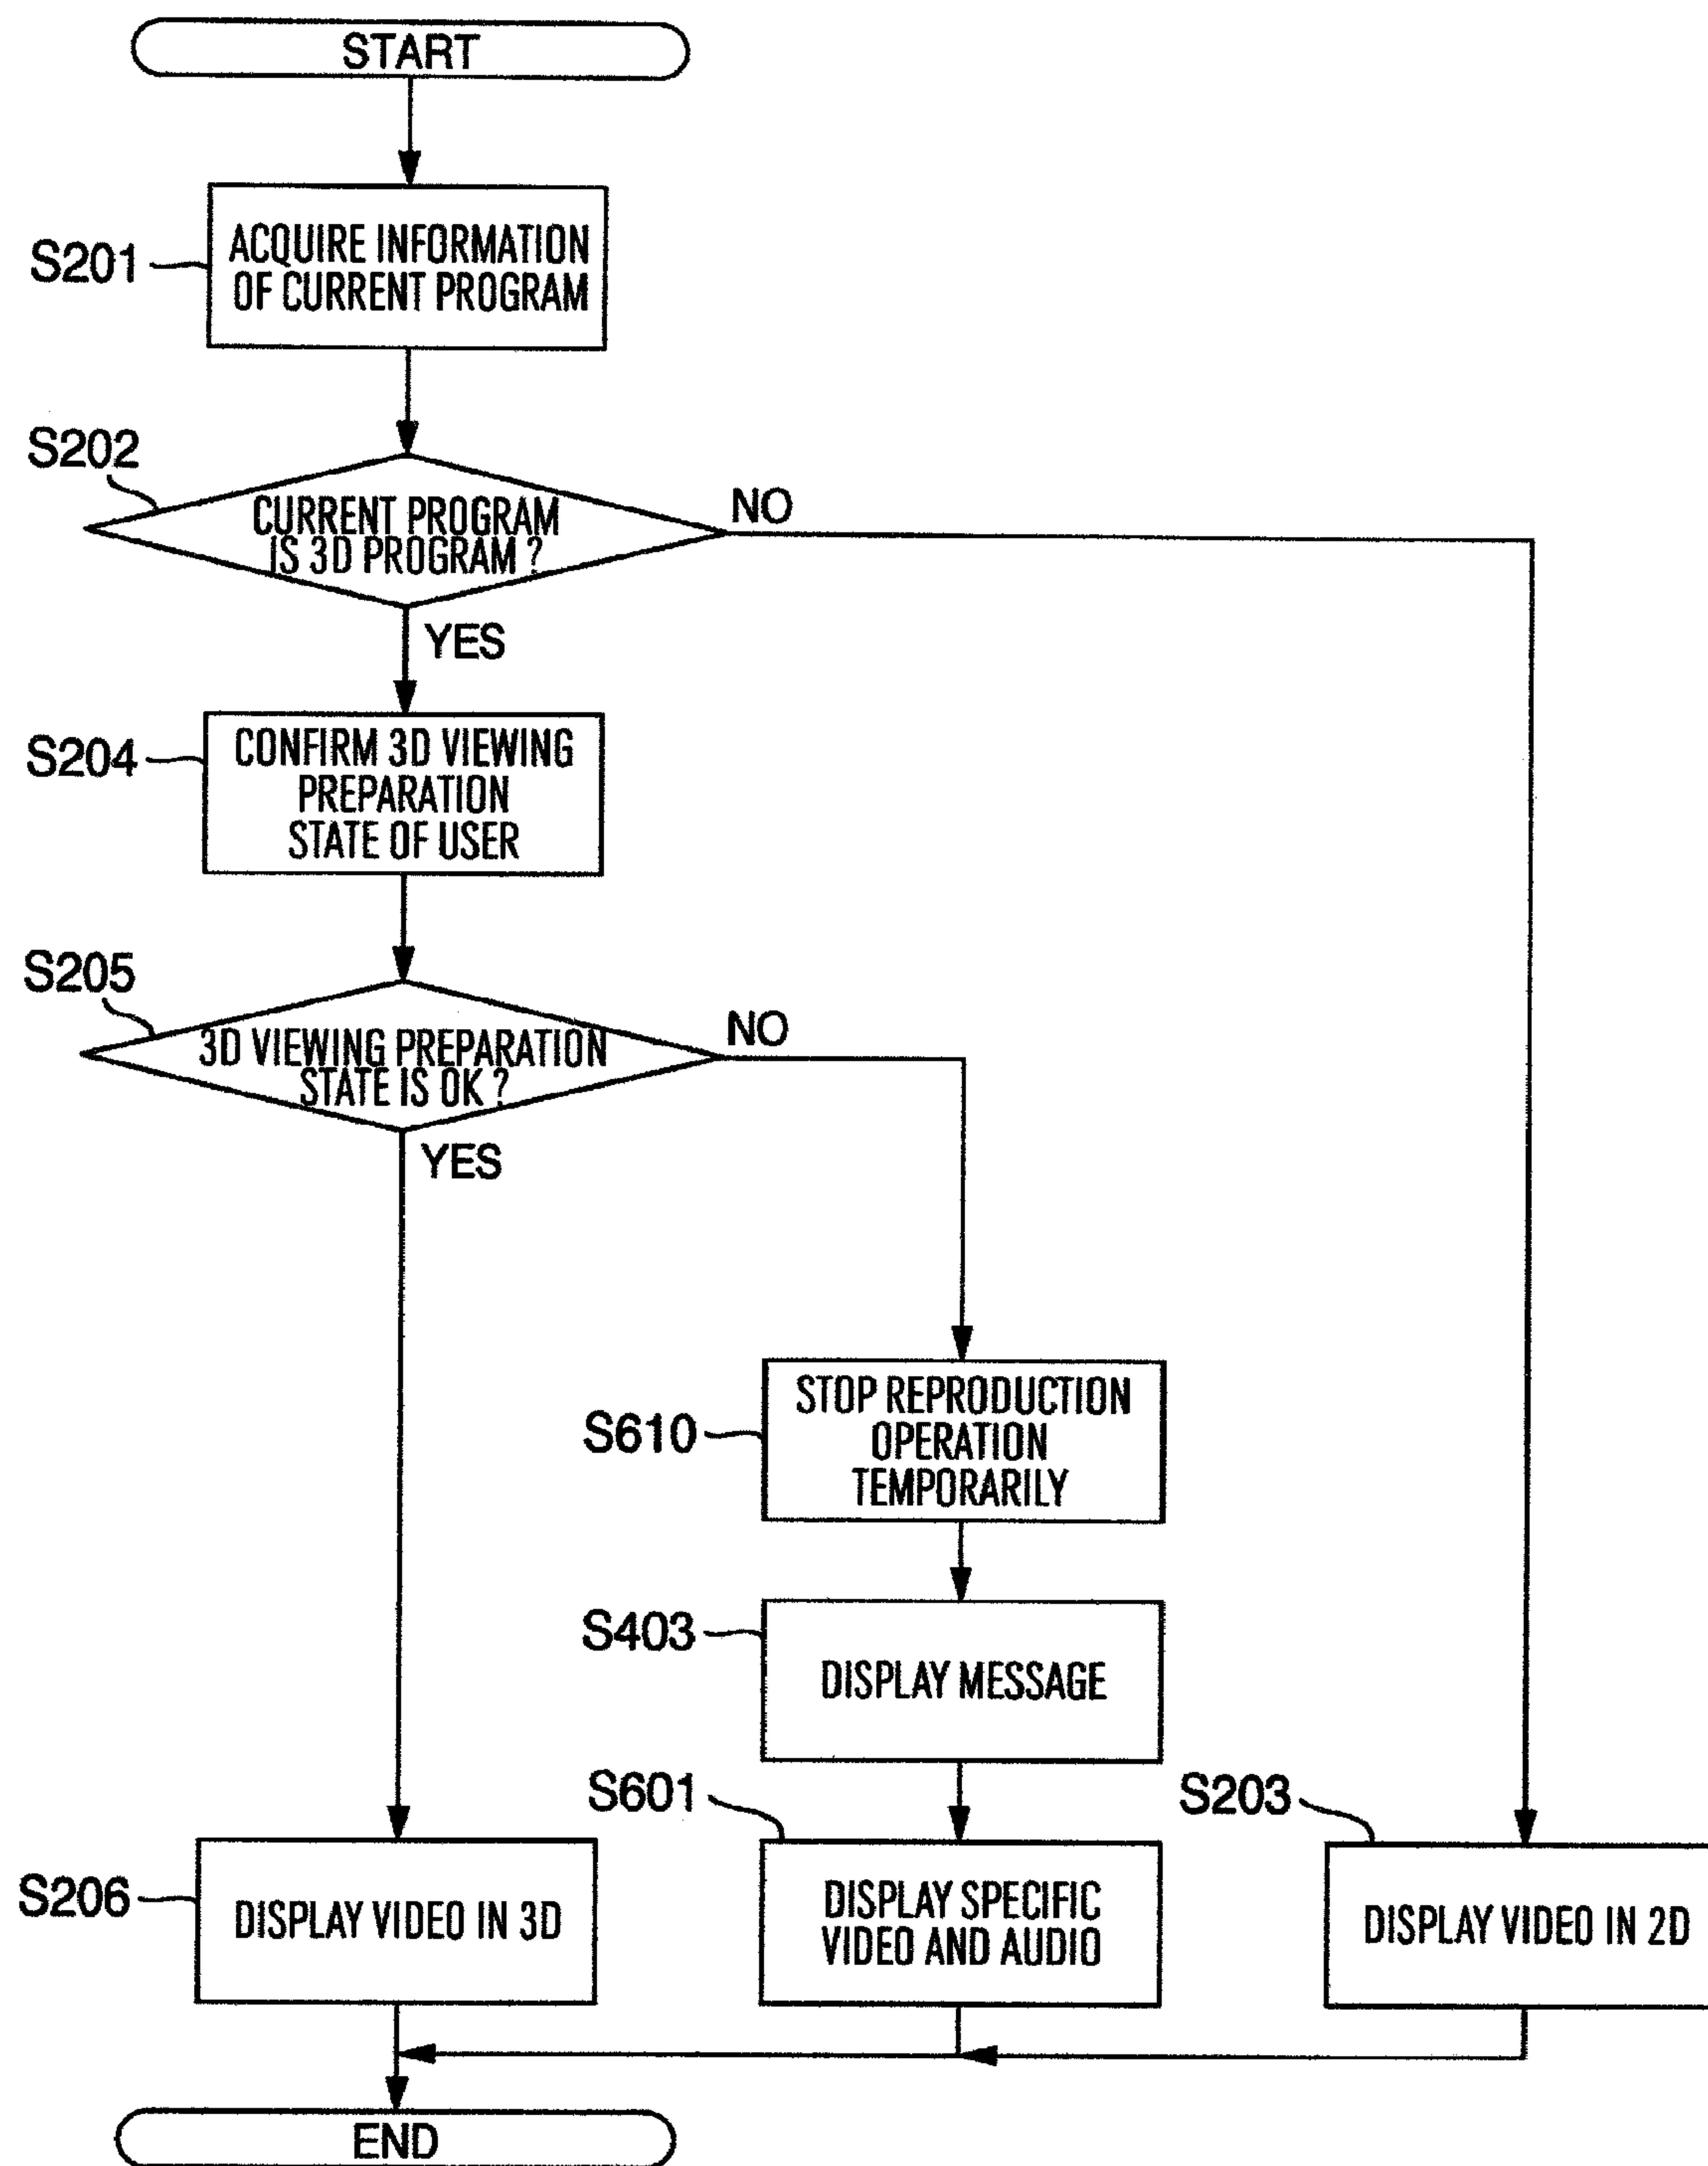 START
S201
ACQUIRE INFORMATION
OF CURRENT PROGRAM
S202
CURRENT PROGRAM
IS 3D PROGRAM ?
NO
YES
S204
CONFIRM 3D VIEWING
PREPARATION
STATE OF USER
S205
3D VIEWING PREPARATION
STATE IS OK ?
NO
YES
S610
STOP REPRODUCTION
OPERATION
TEMPORARILY
S403
DISPLAY MESSAGE
S206
DISPLAY VIDEO IN 3D
S601
DISPLAY SPECIFIC
VIDEO AND AUDIO
S203
DISPLAY VIDEO IN 2D
END